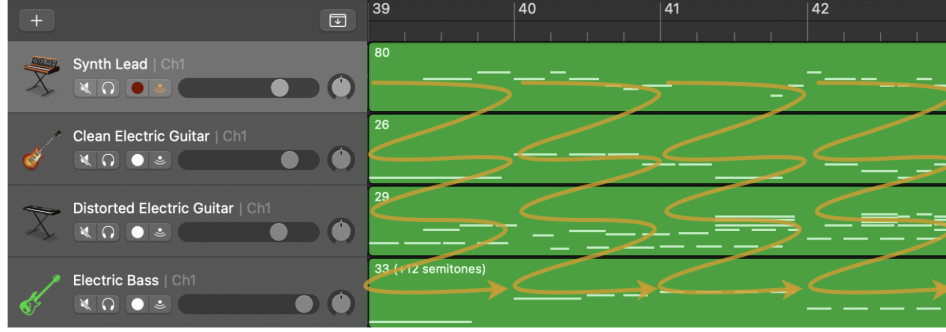 39 40 41 42
Synth Lead | Ch1
80
Clean Electric Guitar | Ch1
26
Distorted Electric Guitar | Ch1
29
Electric Bass | Ch1
33 (+12 semitones)